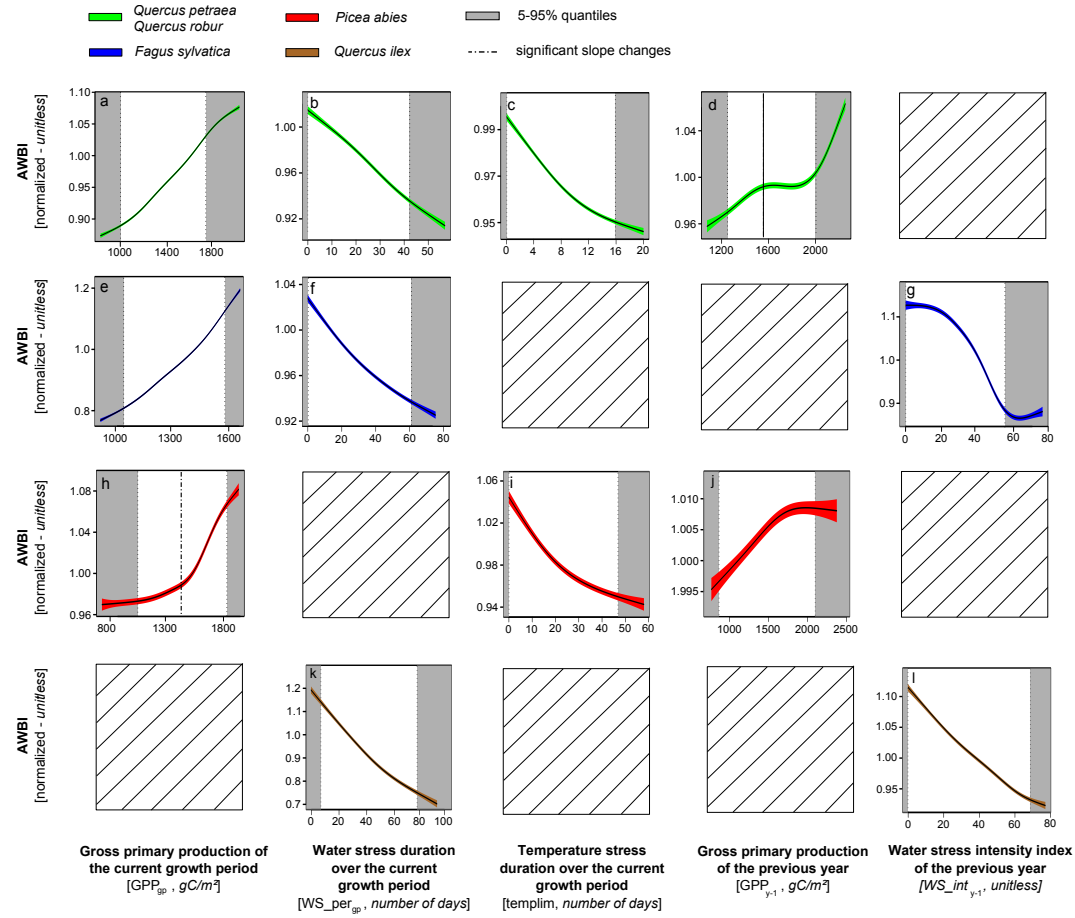 Quercus petraea
Quercus robur
Picea abies
5-95% quantiles
Fagus sylvatica
Quercus ilex
significant slope changes
AWBI
[normalized - unitless]
a
1.10
1.05
1.00
0.95
0.90
1000 1400 1800
b
1.00
0.96
0.92
0 10 20 30 40 50
c
0.99
0.97
0.95
0 4 8 12 16 20
d
1.04
1.00
0.96
1200 1600 2000
AWBI
[normalized - unitless]
e
1.2
1.0
0.8
1000 1300 1600
f
1.04
1.00
0.96
0.92
0 20 40 60 80
g
1.1
1.0
0.9
0 20 40 60 80
AWBI
[normalized - unitless]
h
1.08
1.04
1.00
0.96
800 1400 1800
i
1.06
1.02
0.98
0.94
0 10 20 30 40 50 60
j
1.010
1.005
1.000
1.995
1000 1500 2000 2500
AWBI
[normalized - unitless]
k
1.2
1.1
1.0
0.9
0.8
0.7
0 20 40 60 80 100
l
1.10
1.05
1.00
0.95
0 20 40 60 80
Gross primary production of
the current growth period
[GPPgp , gC/m²]
Water stress duration
over the current
growth period
[WS_pergp, number of days]
Temperature stress
duration over the current
growth period
[templim, number of days]
Gross primary production
of the previous year
[GPPy-1, gC/m²]
Water stress intensity index
of the previous year
[WS_int y-1, unitless]